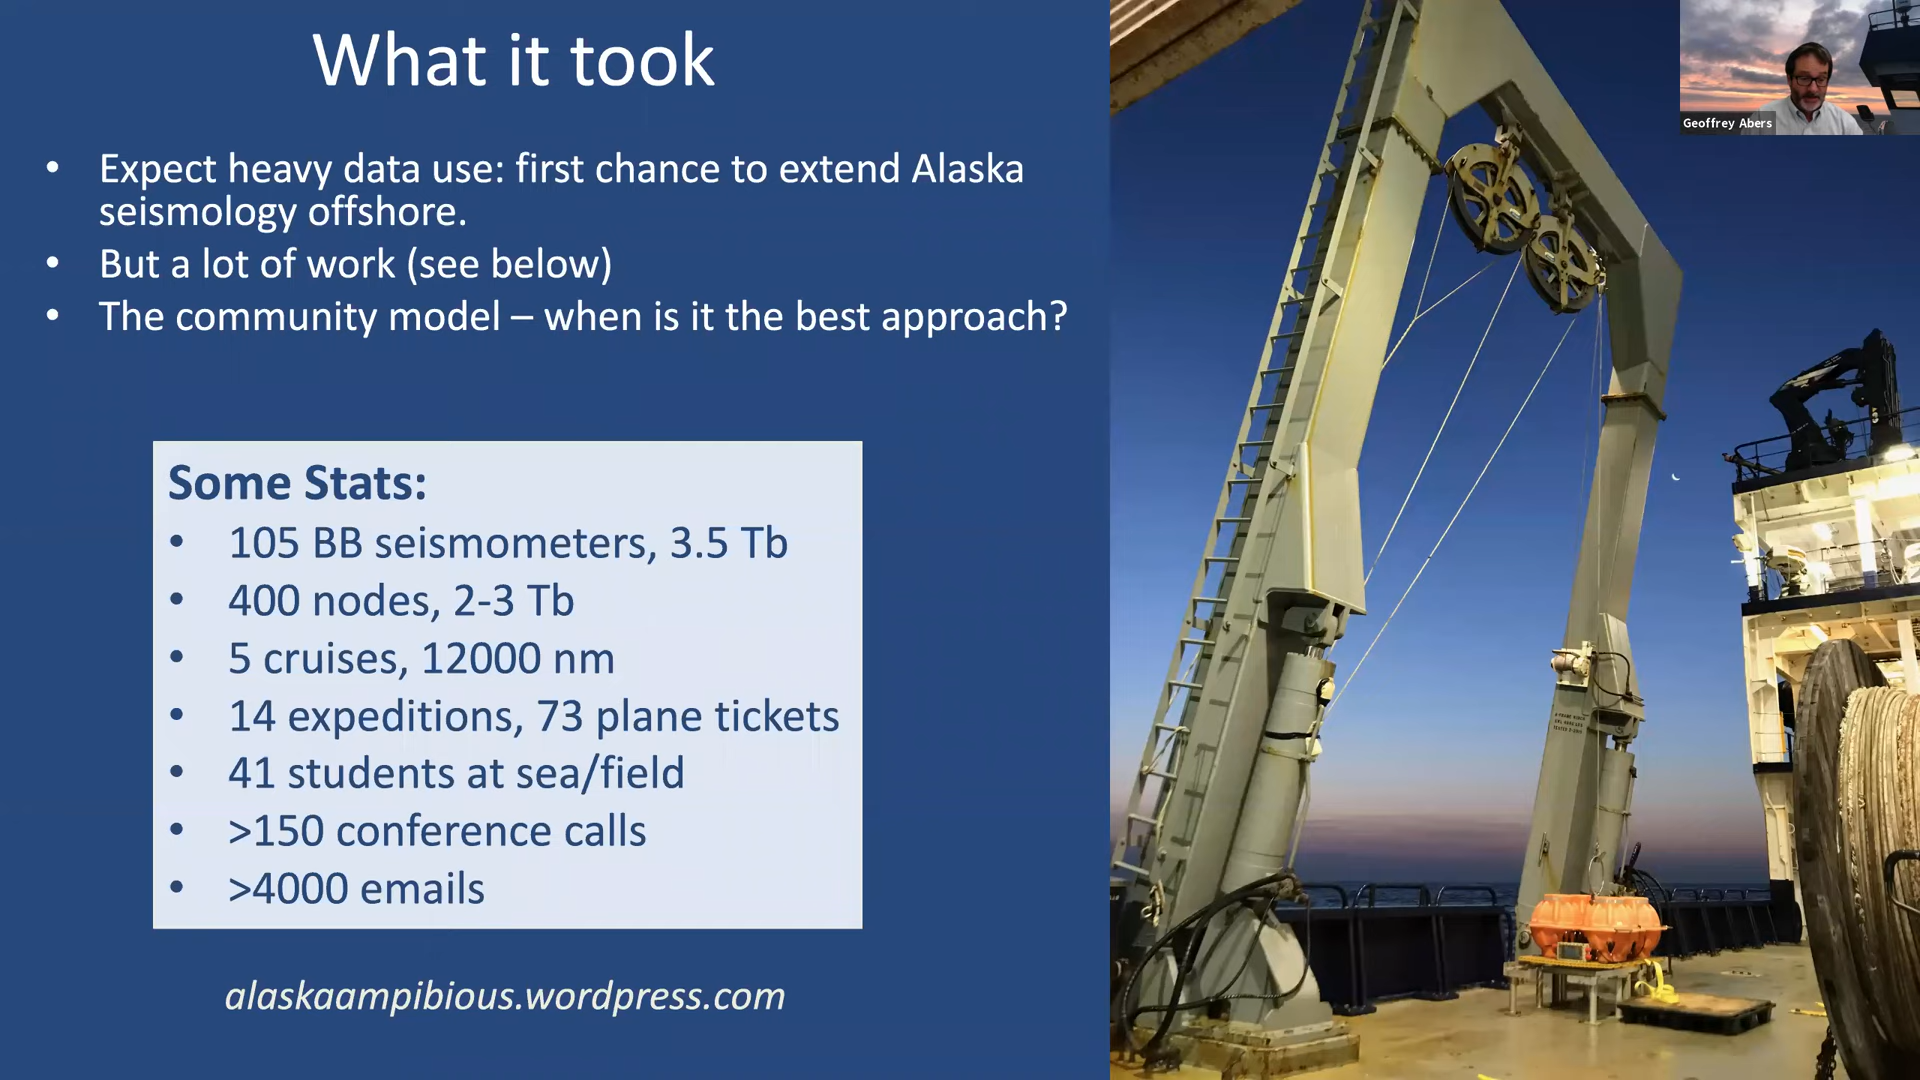 What it took
• Expect heavy data use: first chance to extend Alaska
seismology offshore.
• But a lot of work (see below)
• The community model – when is it the best approach?
Some Stats:
• 105 BB seismometers, 3.5 Tb
• 400 nodes, 2-3 Tb
• 5 cruises, 12000 nm
• 14 expeditions, 73 plane tickets
• 41 students at sea/field
• >150 conference calls
• >4000 emails
alaskaampibious.wordpress.com
Geoffrey Abers